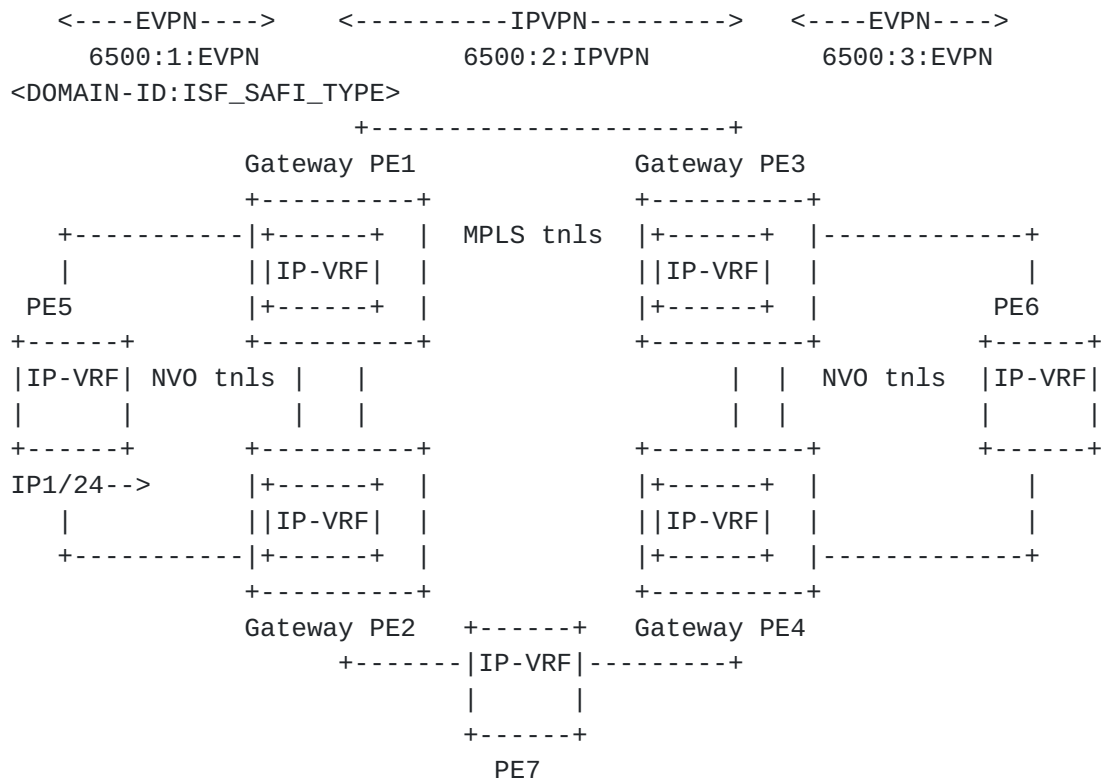 <----EVPN----> <----------IPVPN---------> <----EVPN---->
6500:1:EVPN 6500:2:IPVPN 6500:3:EVPN
<DOMAIN-ID:ISF_SAFI_TYPE>
+-----------------------+
Gateway PE1 Gateway PE3
+----------+ +----------+
+-----------|+------+ | MPLS tnls |+------+ |-------------+
| ||IP-VRF| | ||IP-VRF| | |
PE5 |+------+ | |+------+ | PE6
+------+ +----------+ +----------+ +------+
|IP-VRF| NVO tnls | | | | NVO tnls |IP-VRF|
| | | | | | | |
+------+ +----------+ +----------+ +------+
IP1/24--> |+------+ | |+------+ | |
| ||IP-VRF| | ||IP-VRF| | |
+-----------|+------+ | |+------+ |-------------+
+----------+ +----------+
Gateway PE2 +------+ Gateway PE4
+-------|IP-VRF|---------+
| |
+------+
PE7